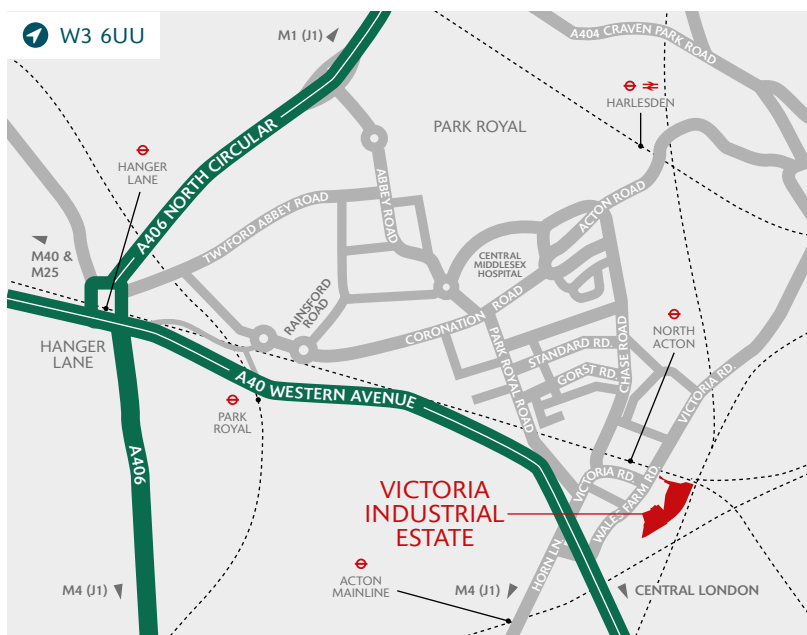 W3 6UU
M1 (J1)
A404 CRAVEN PARK ROAD
HARLESDEN
PARK ROYAL
HANGER
LANE
A406 NORTH CIRCULAR
ABBEY ROAD
TWYFORD ABBEY ROAD
ACTON ROAD
M40 &
M25
CENTRAL
MIDDLESEX
HOSPITAL
RAINSFORD
ROAD
CORONATION ROAD
HANGER
LANE
PARK ROYAL ROAD
STANDARD RD.
GORST RD.
CHASE ROAD
NORTH
ACTON
VICTORIA RD.
A40 WESTERN AVENUE
PARK
ROYAL
A406
VICTORIA RD.
WALES FARM RD.
VICTORIA
INDUSTRIAL
ESTATE
HORN LN.
ACTON
MAINLINE
M4 (J1)
M4 (J1)
CENTRAL LONDON